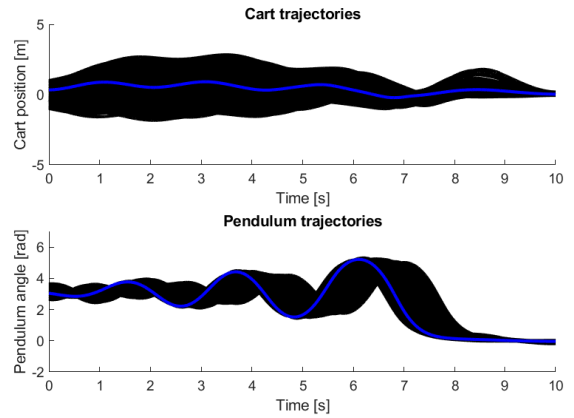 Cart trajectories
5
0
-5
Cart position [m]
0 1 2 3 4 5 6 7 8 9 10
Time [s]
Pendulum trajectories
6
4
2
0
-2
Pendulum angle [rad]
0 1 2 3 4 5 6 7 8 9 10
Time [s]